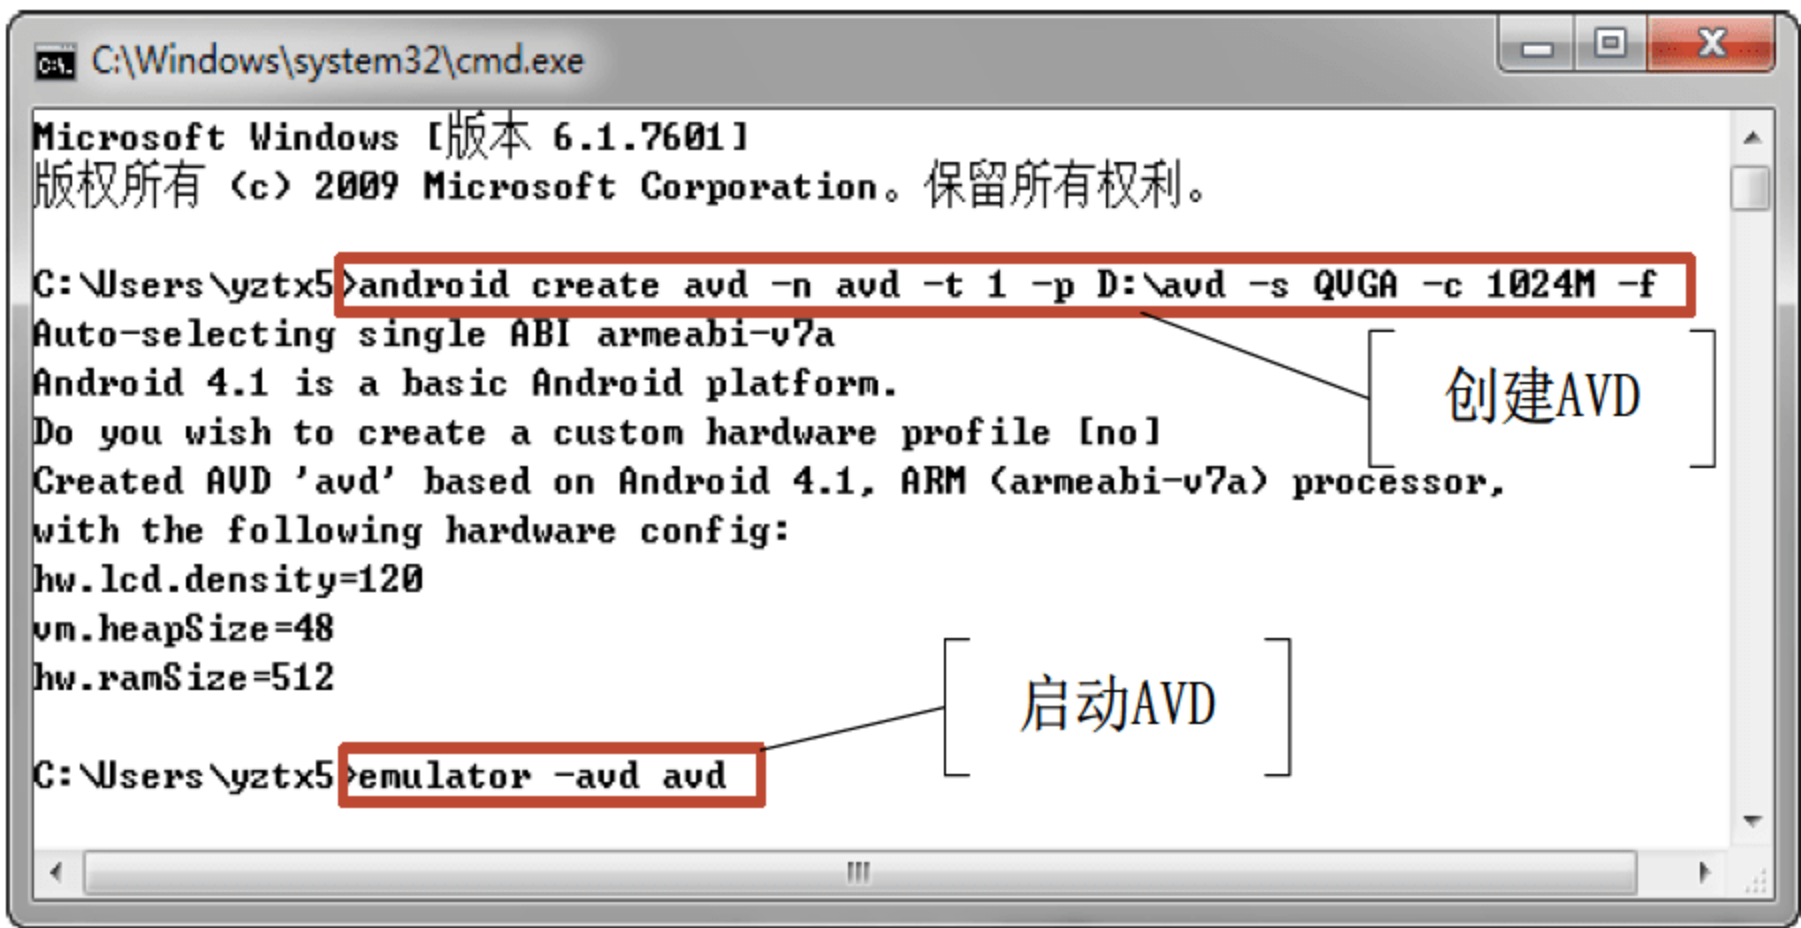 C:\Windows\system32\cmd.exe
Microsoft Windows [版本 6.1.7601]
版权所有 (c) 2009 Microsoft Corporation。保留所有权利。
C:\Users\yztx5>android create avd -n avd -t 1 -p D:\avd -s QVGA -c 1024M -f
Auto-selecting single ABI armeabi-v7a
Android 4.1 is a basic Android platform.
创建AVD
Do you wish to create a custom hardware profile [no]
Created AVD 'avd' based on Android 4.1, ARM (armeabi-v7a) processor,
with the following hardware config:
hw.lcd.density=120
vm.heapSize=48
hw.ramSize=512
启动AVD
C:\Users\yztx5>emulator -avd avd